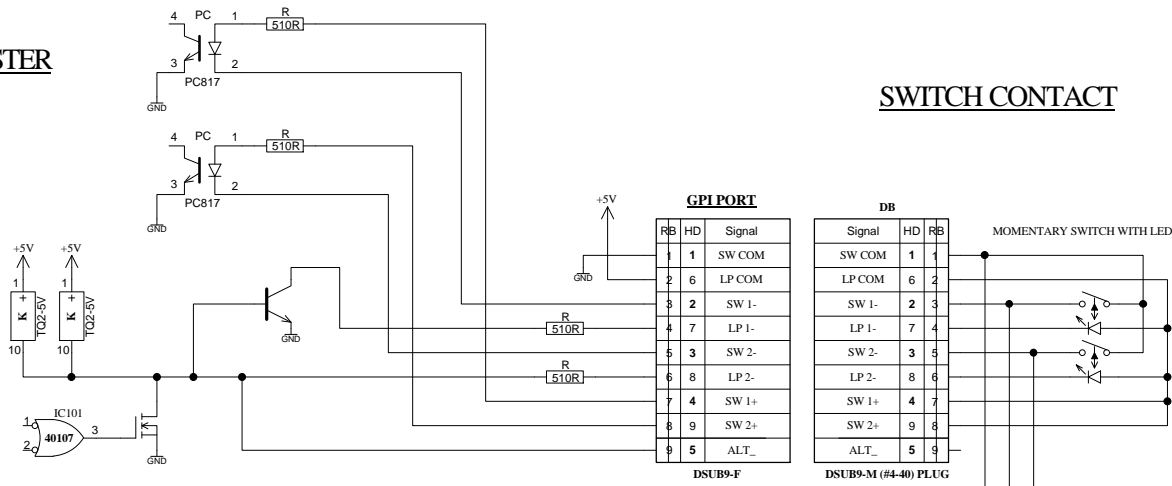 STER
4 PC 1 R
510R
3 2
PC817
GND
SWITCH CONTACT
4 PC 1 R
510R
3 2
PC817
GND
+5V
GPI PORT
RB HD Signal
1 1 SW COM
2 6 LP COM
3 2 SW 1-
4 7 LP 1-
5 3 SW 2-
6 8 LP 2-
7 4 SW 1+
8 9 SW 2+
9 5 ALT_
DSUB9-F
GND
DB
Signal HD RB
SW COM 1 1
LP COM 6 2
SW 1- 2 3
LP 1- 7 4
SW 2- 3 5
LP 2- 8 6
SW 1+ 4 7
SW 2+ 9 8
ALT_ 5 9
DSUB9-M (#4-40) PLUG
MOMENTARY SWITCH WITH LED
+5V +5V
1 1
K + TQ2-5V
K + TQ2-5V
10 10
GND
R
510R
R
510R
IC101
1
2
40107
3
GND